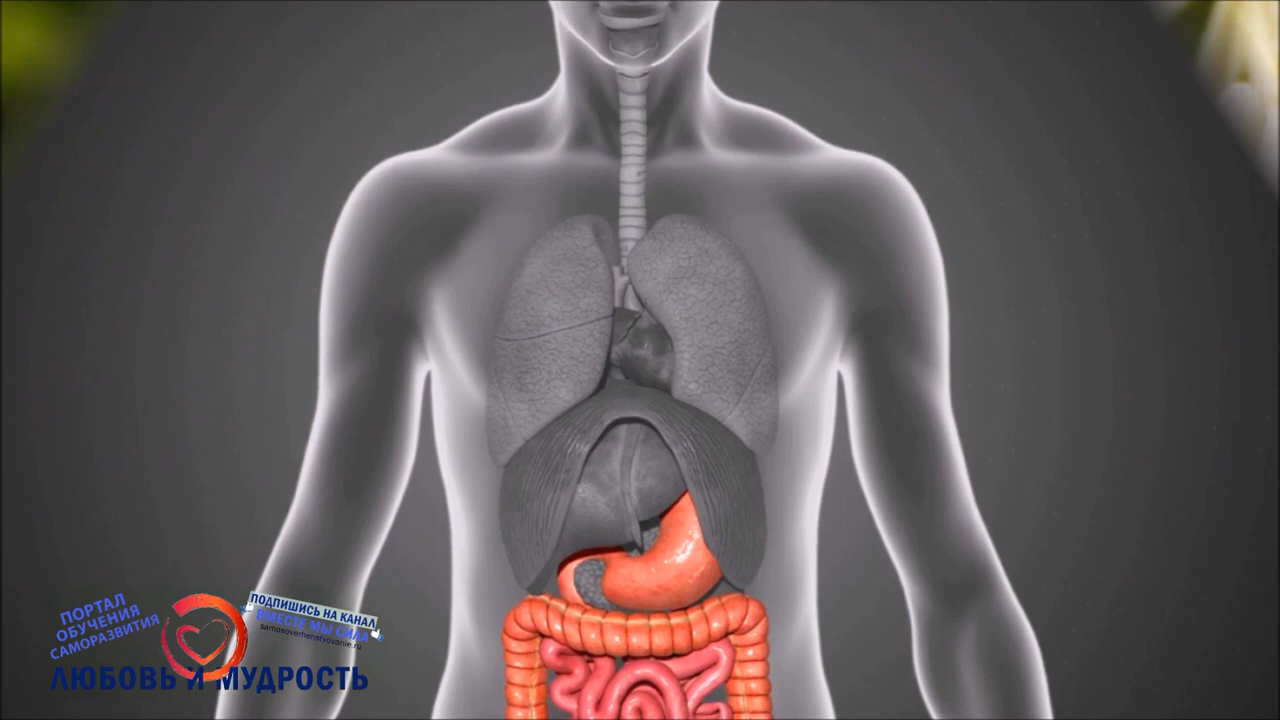 ПОРТАЛ
ОБУЧЕНИЯ
САМОРАЗВИТИЯ
ПОДПИШИСЬ НА КАНАЛ
ВМЕСТЕ МЫ СИЛА
samosoverhenstvovanie.ru
ЛЮБОВЬ И МУДРОСТЬ